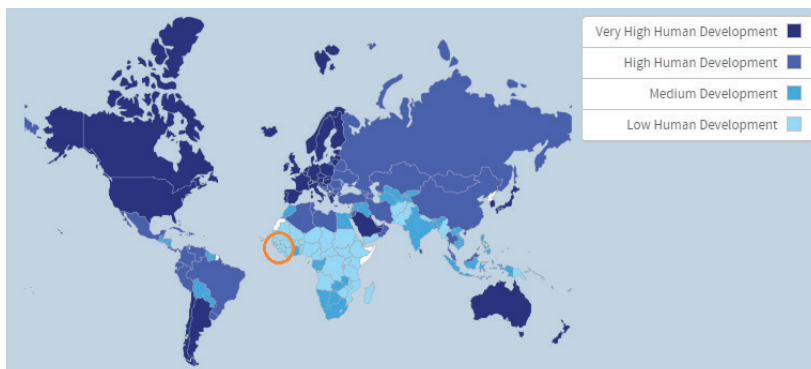 Very High Human Development
High Human Development
Medium Development
Low Human Development